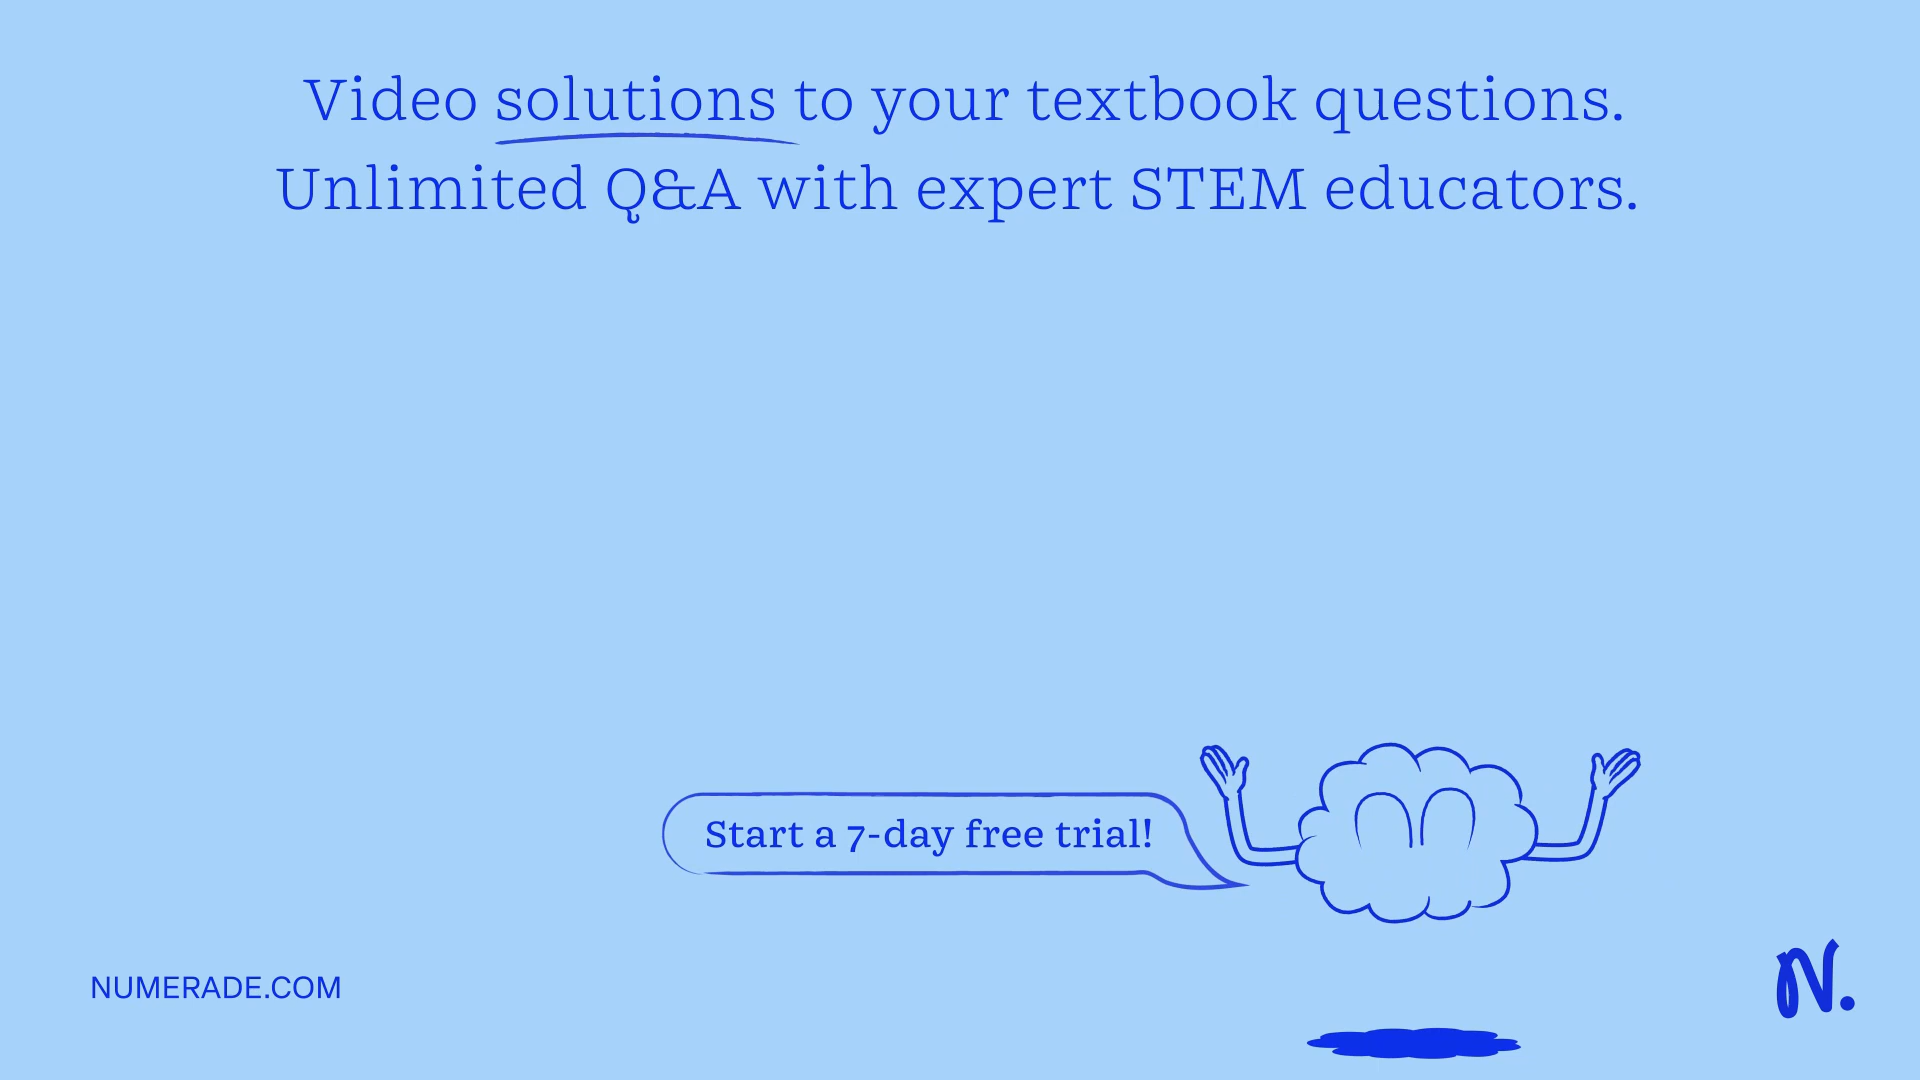 Video solutions to your textbook questions.
Unlimited Q&A with expert STEM educators.
Start a 7-day free trial!
NUMERADE.COM
N.